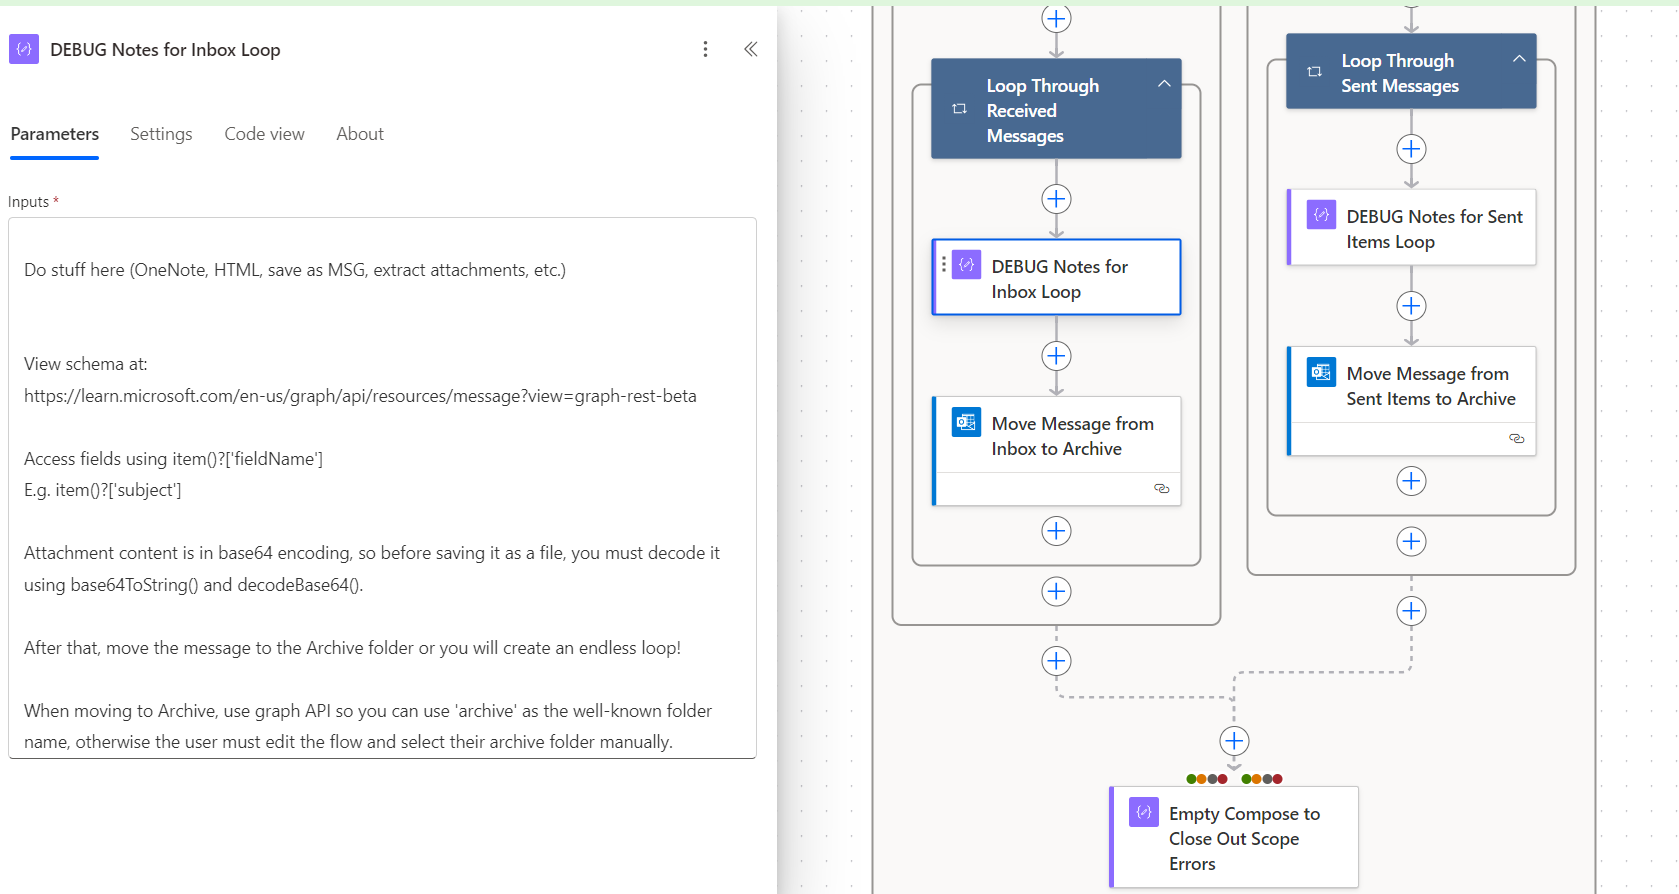 DEBUG Notes for Inbox Loop
Parameters
Settings
Code view
About
Inputs *
Do stuff here (OneNote, HTML, save as MSG, extract attachments, etc.)
View schema at:
https://learn.microsoft.com/en-us/graph/api/resources/message?view=graph-rest-beta
Access fields using item()?['fieldName']
E.g. item()?['subject']
Attachment content is in base64 encoding, so before saving it as a file, you must decode it
using base64ToString() and decodeBase64().
After that, move the message to the Archive folder or you will create an endless loop!
When moving to Archive, use graph API so you can use 'archive' as the well-known folder
name, otherwise the user must edit the flow and select their archive folder manually.
Loop Through
Received
Messages
DEBUG Notes for
Inbox Loop
Move Message from
Inbox to Archive
Loop Through
Sent Messages
DEBUG Notes for Sent
Items Loop
Move Message from
Sent Items to Archive
Empty Compose to
Close Out Scope
Errors